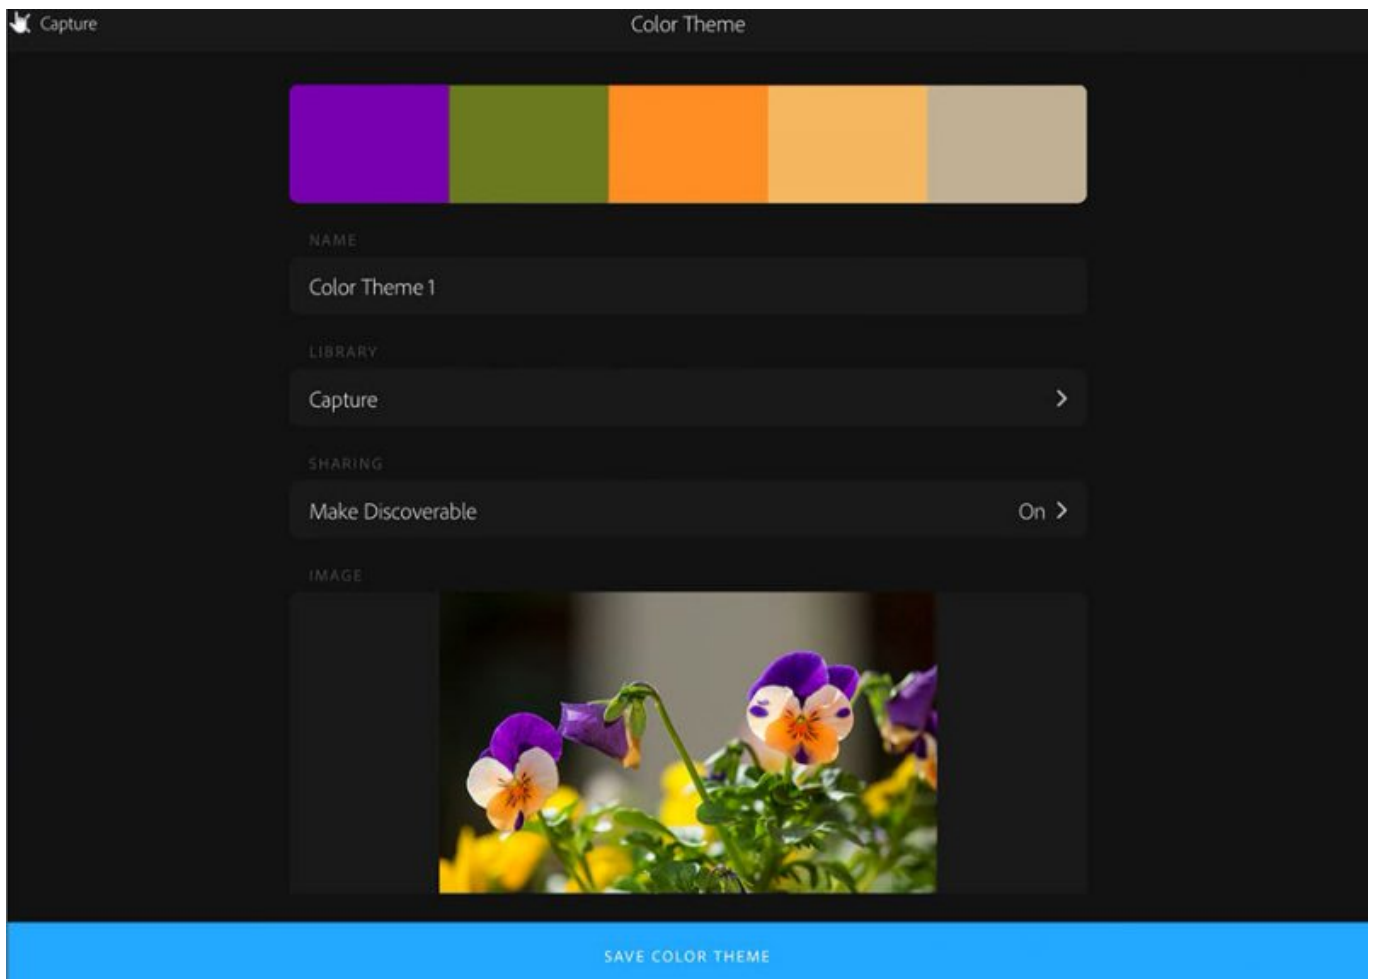 Capture
Color Theme
NAME
Color Theme 1
LIBRARY
Capture
SHARING
Make Discoverable
On
IMAGE
SAVE COLOR THEME